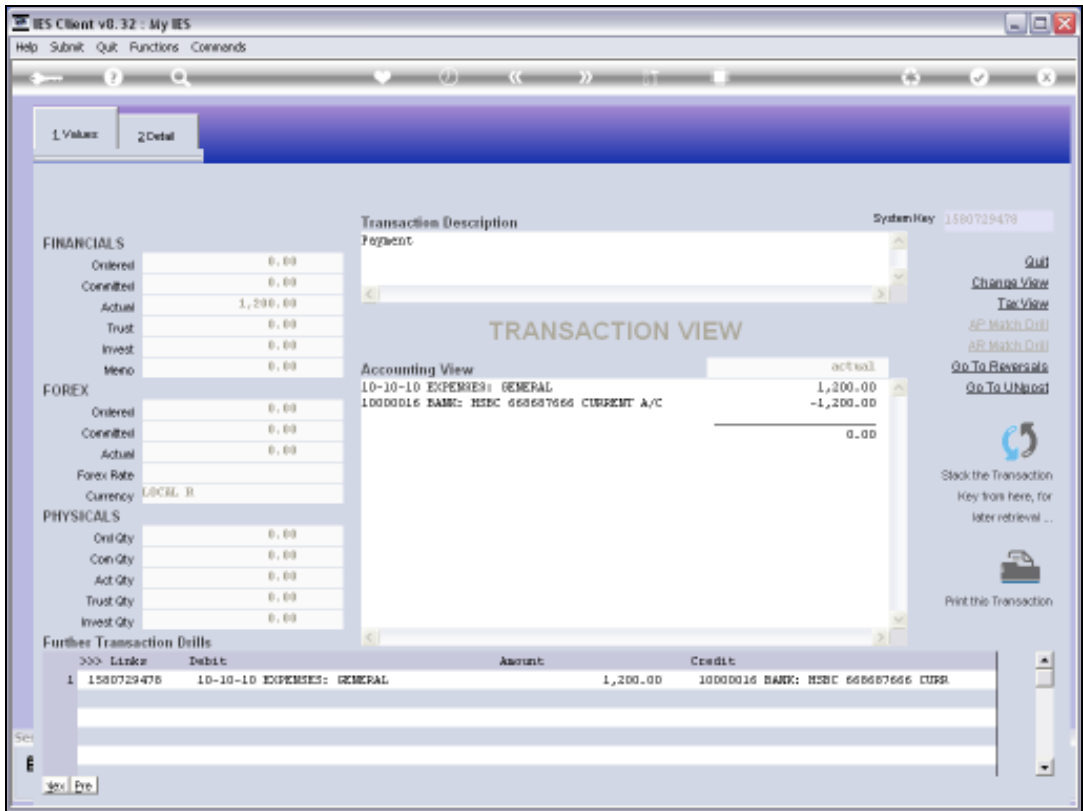 IES Client v8.32 : My IES
Help Submit Quit Functions Commands
1 Values 2 Detail
Transaction Description
System Key 1580729478
Payment
FINANCIALS
Ordered 0.00
Committed 0.00
Actual 1,200.00
Trust 0.00
Invest 0.00
Memo 0.00
Quit
Change View
Tax View
AP Match Drill
AR Match Drill
Go To Reversals
Go To UNpost
TRANSACTION VIEW
Accounting View actual
10-10-10 EXPENSES: GENERAL 1,200.00
10000016 BANK: HSBC 668687666 CURRENT A/C -1,200.00
0.00
FOREX
Ordered 0.00
Committed 0.00
Actual 0.00
Forex Rate
Currency LOCAL R
PHYSICALS
Ord Qty 0.00
Com Qty 0.00
Act Qty 0.00
Trust Qty 0.00
Invest Qty 0.00
Stack the Transaction
Key from here, for
later retrieval ...
Print this Transaction
Further Transaction Drills
>>> Links Debit Amount Credit
1 1580729478 10-10-10 EXPENSES: GENERAL 1,200.00 10000016 BANK: HSBC 668687666 CURR
Ses
Nex Pre